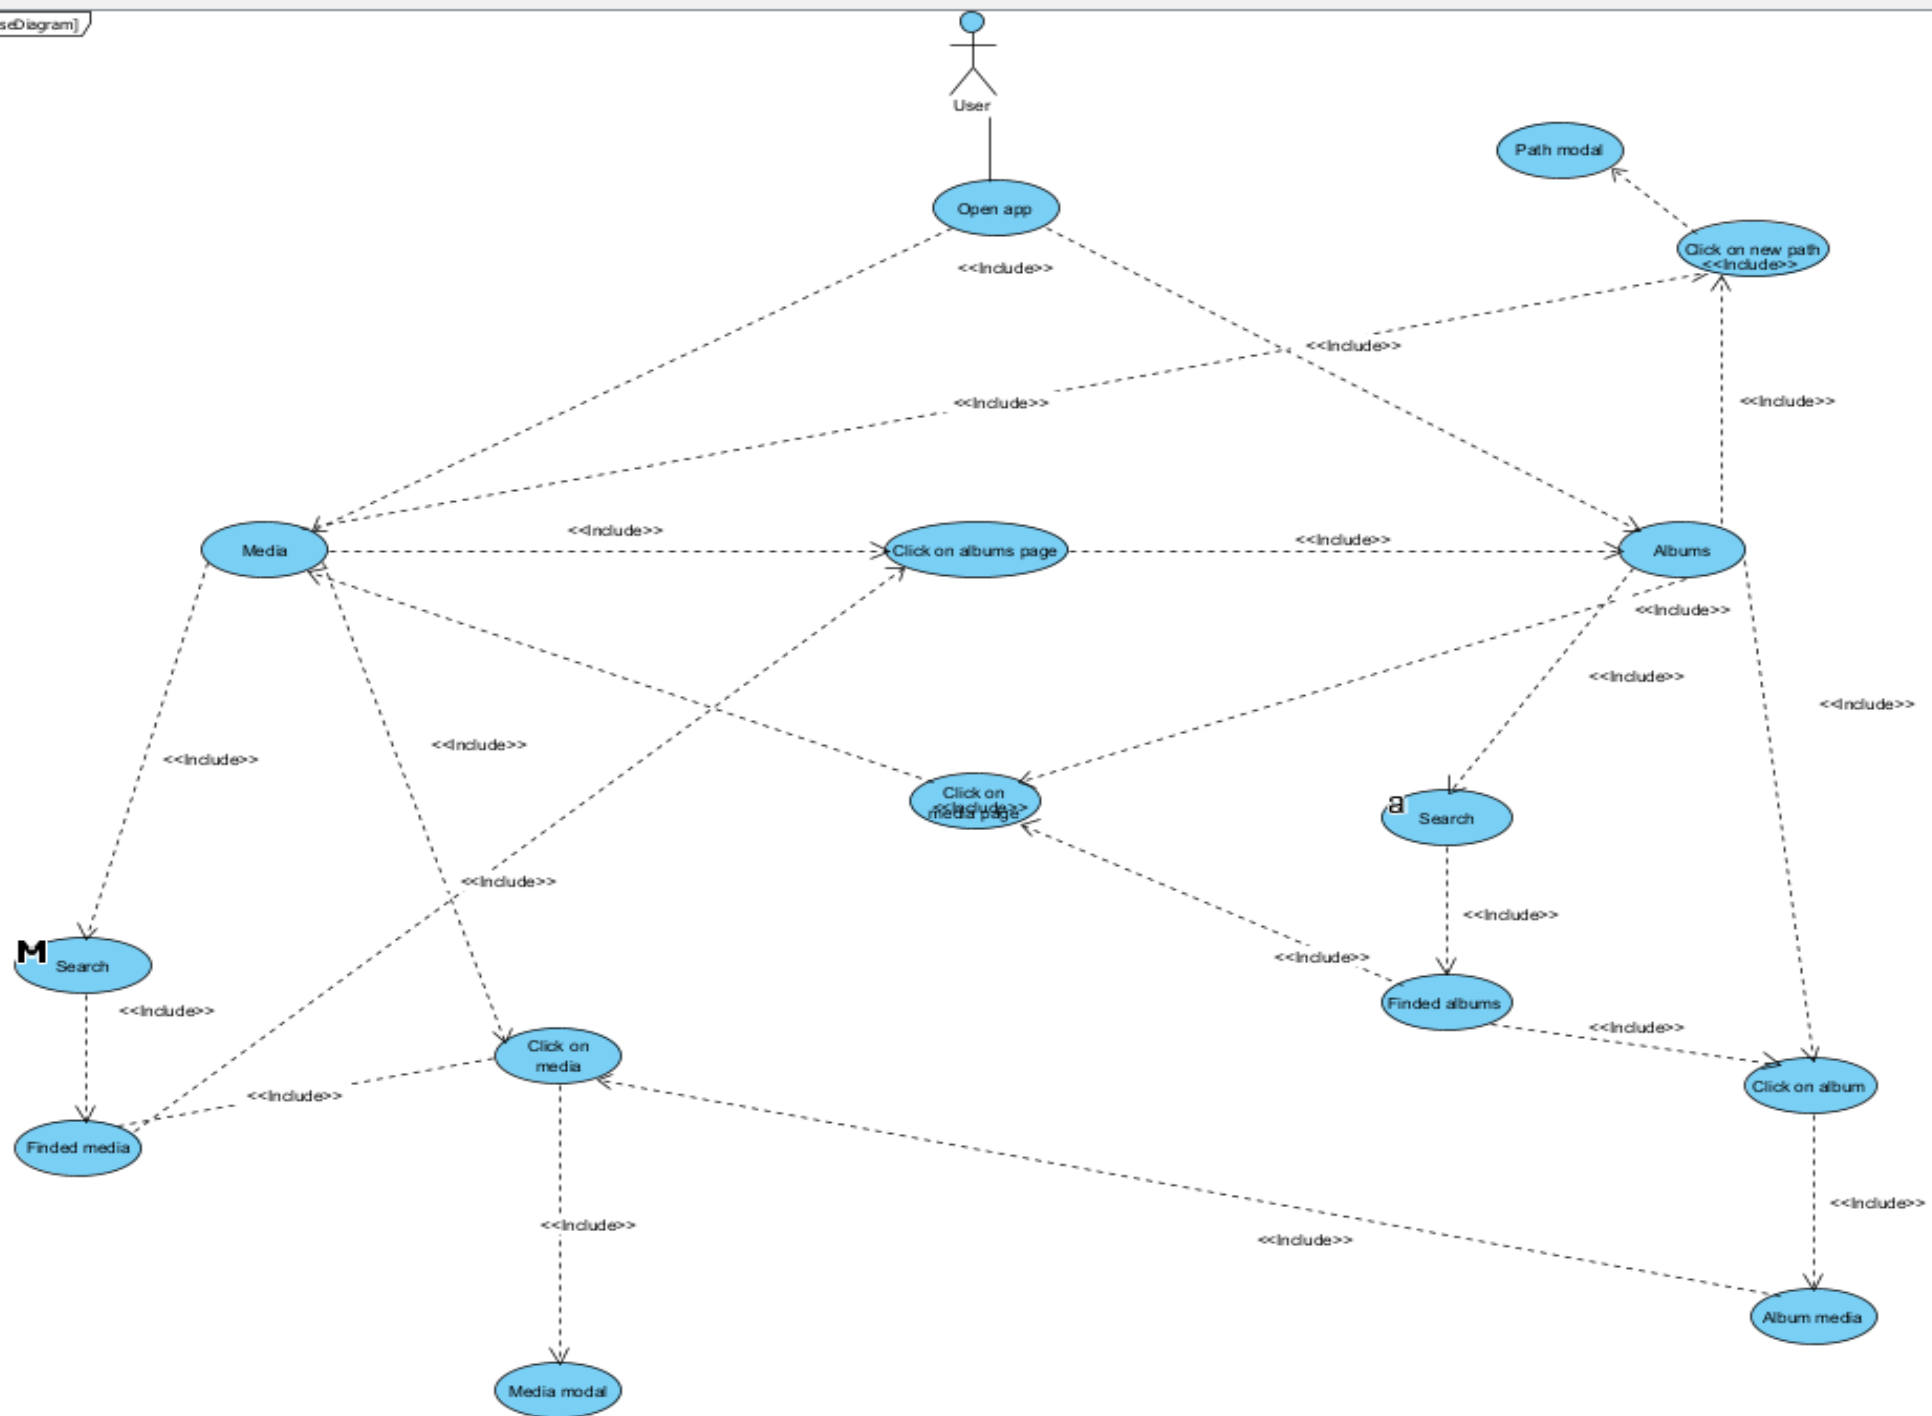 seDiagram]
User
Path modal
Open app
Click on new path
<<Include>>
<<Include>>
<<Include>>
<<Include>>
<<Include>>
<<Include>>
<<Include>>
Media
Click on albums page
Albums
<<Include>>
<<Include>>
<<Include>>
<<Include>>
<<Include>>
Click on
<<Include>>
media page
a
Search
<<Include>>
<<Include>>
<<Include>>
M
Search
Finded albums
<<Include>>
<<Include>>
Click on
media
Click on album
<<Include>>
Finded media
<<Include>>
<<Include>>
<<Include>>
Album media
Media modal